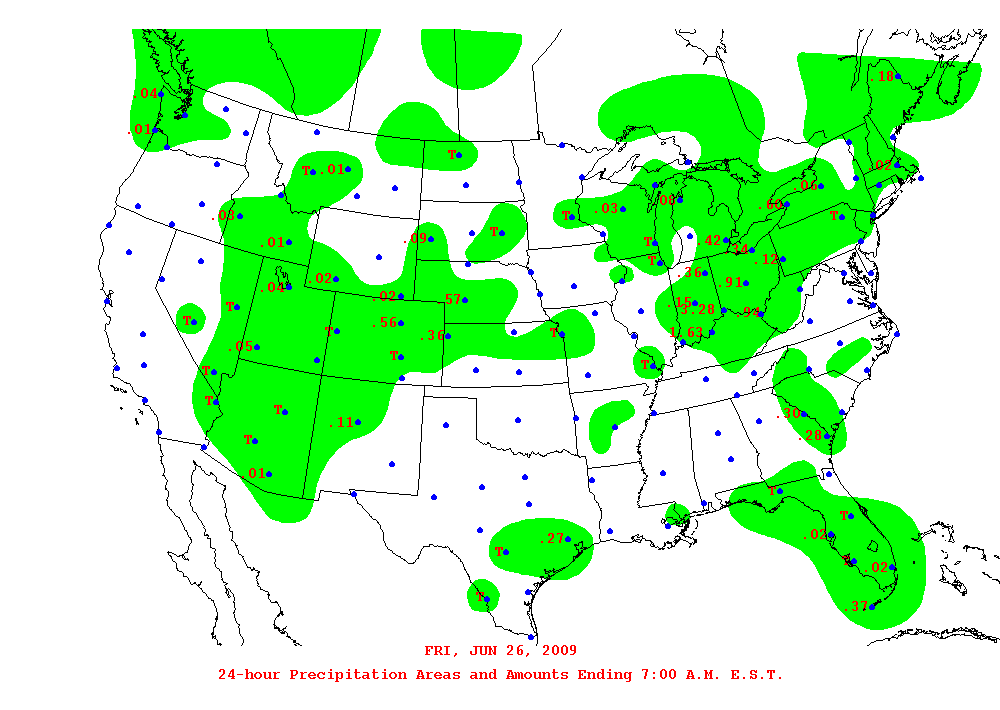 .18
.04
.01
T
T .01
.02
.06
.08
.03
.60
T
T
.03
.09
T
T
.42
.01
.14
T
.12
.36
.02
.91
.04
.02
.57
.15
T
3.28
.94
T
.56
T
.36
T
1.63
.05
T
T
T
T
T
.30
.11
.28
T
.01
T
T
.02
.27
T
.02
T
.37
FRI, JUN 26, 2009
24-hour Precipitation Areas and Amounts Ending 7:00 A.M. E.S.T.